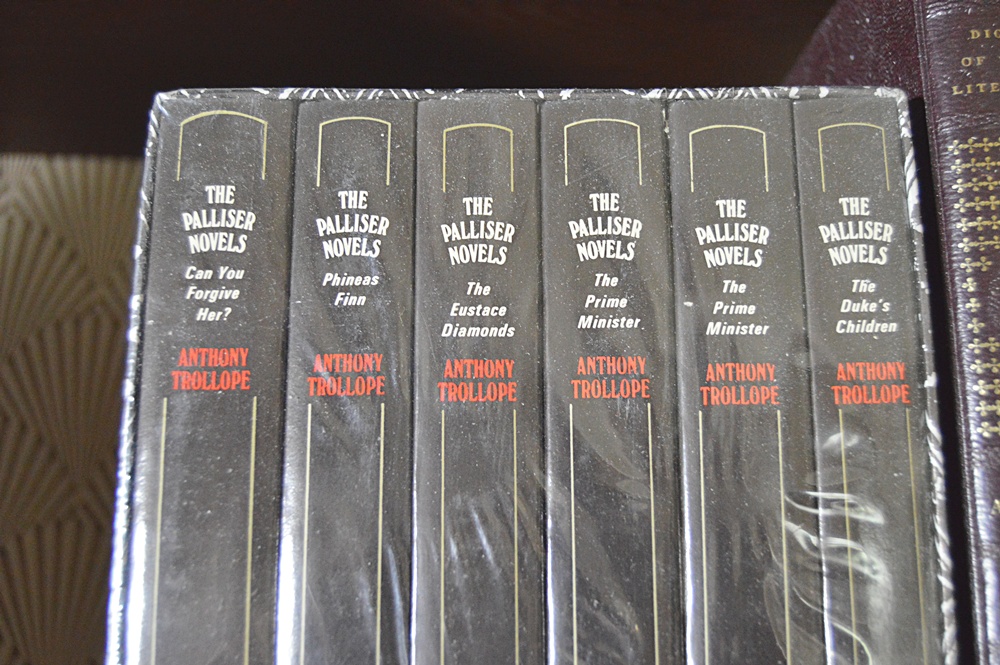 THE
PALLISER
NOVELS
Can You
Forgive
Her?
ANTHONY
TROLLOPE
THE
PALLISER
NOVELS
Phineas
Finn
ANTHONY
TROLLOPE
THE
PALLISER
NOVELS
The
Eustace
Diamonds
ANTHONY
TROLLOPE
THE
PALLISER
NOVELS
The
Prime
Minister
ANTHONY
TROLLOPE
THE
PALLISER
NOVELS
The
Prime
Minister
ANTHONY
TROLLOPE
THE
PALLISER
NOVELS
The
Duke's
Children
ANTHONY
TROLLOPE
OF